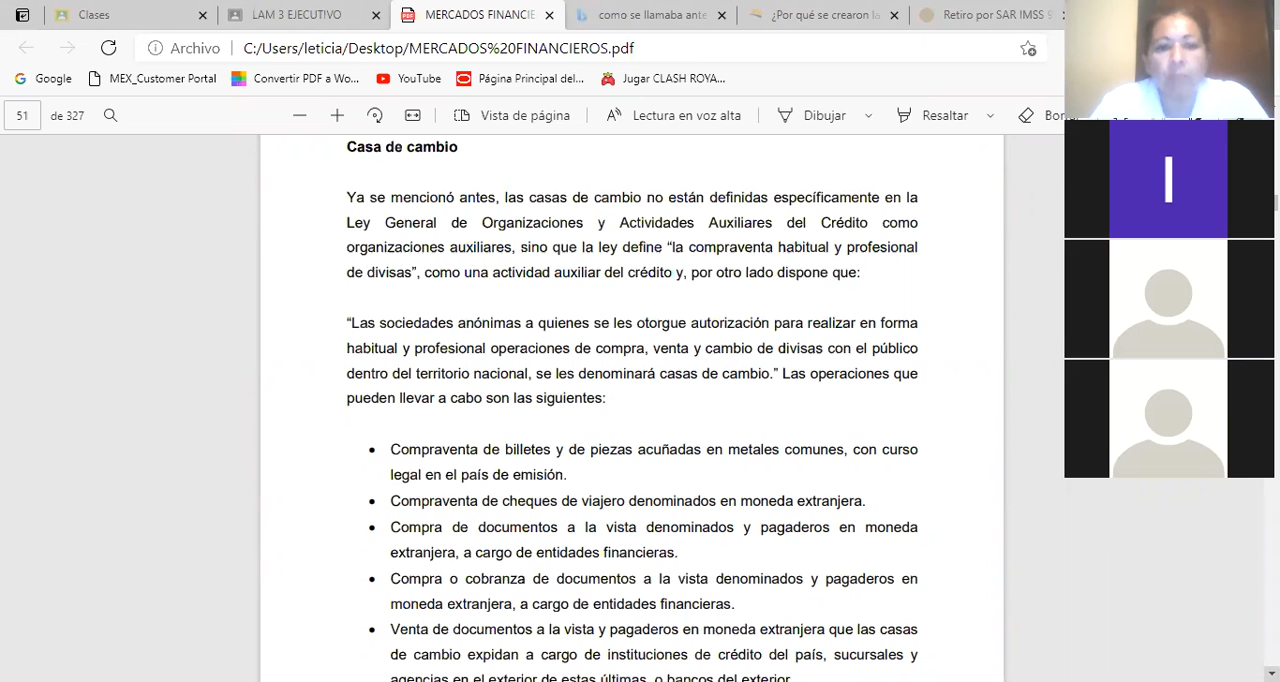 Clases
LAM 3 EJECUTIVO
MERCADOS FINANCIE
como se llamaba ante
¿Por qué se crearon la
Retiro por SAR IMSS 9
Archivo
C:/Users/leticia/Desktop/MERCADOS%20FINANCIEROS.pdf
Google
MEX_Customer Portal
Convertir PDF a Wo...
YouTube
Página Principal del...
Jugar CLASH ROYA...
51 de 327
Vista de página
Lectura en voz alta
Dibujar
Resaltar
Casa de cambio
Ya se mencionó antes, las casas de cambio no están definidas específicamente en la
Ley General de Organizaciones y Actividades Auxiliares del Crédito como
organizaciones auxiliares, sino que la ley define “la compraventa habitual y profesional
de divisas”, como una actividad auxiliar del crédito y, por otro lado dispone que:
“Las sociedades anónimas a quienes se les otorgue autorización para realizar en forma
habitual y profesional operaciones de compra, venta y cambio de divisas con el público
dentro del territorio nacional, se les denominará casas de cambio.” Las operaciones que
pueden llevar a cabo son las siguientes:
• Compraventa de billetes y de piezas acuñadas en metales comunes, con curso
legal en el país de emisión.
• Compraventa de cheques de viajero denominados en moneda extranjera.
• Compra de documentos a la vista denominados y pagaderos en moneda
extranjera, a cargo de entidades financieras.
• Compra o cobranza de documentos a la vista denominados y pagaderos en
moneda extranjera, a cargo de entidades financieras.
• Venta de documentos a la vista y pagaderos en moneda extranjera que las casas
de cambio expidan a cargo de instituciones de crédito del país, sucursales y
agencias en el exterior de estas últimas, o bancos del exterior.
I